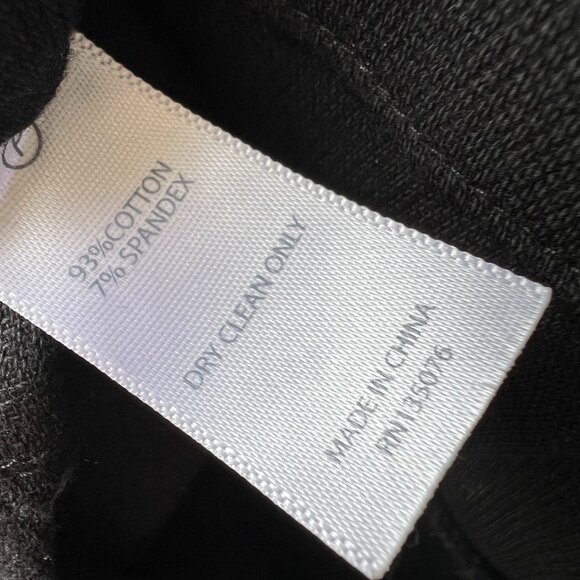 P
93%COTTON
7% SPANDEX
DRY CLEAN ONLY
MADE IN CHINA
RN135076